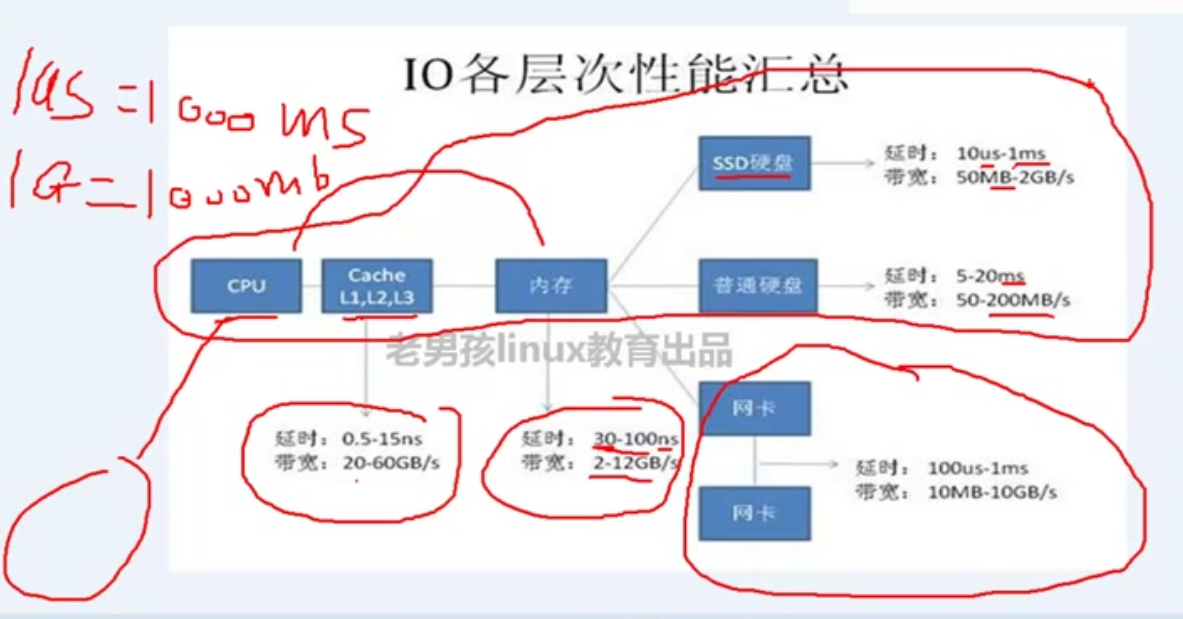 IO各层次性能汇总
1us=1000ms
1G=1000mb
SSD硬盘
延时： 10us-1ms
带宽： 50MB-2GB/s
CPU
Cache
L1,L2,L3
内存
普通硬盘
延时： 5-20ms
带宽： 50-200MB/s
老男孩linux教育出品
网卡
延时： 0.5-15ns
带宽： 20-60GB/s
延时： 30-100ns
带宽： 2-12GB/s
延时： 100us-1ms
带宽： 10MB-10GB/s
网卡